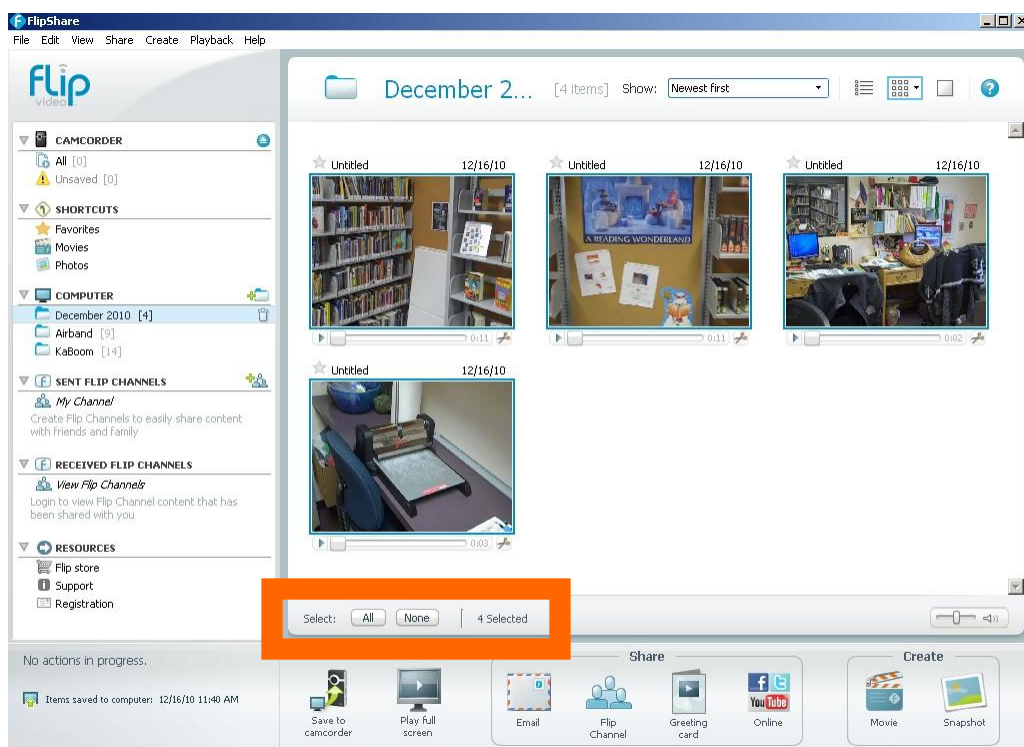 FlipShare
File Edit View Share Create Playback Help
flip
video
December 2... [4 items] Show: Newest first
?
CAMCORDER
All [0]
Unsaved [0]
SHORTCUTS
Favorites
Movies
Photos
COMPUTER
December 2010 [4]
Airband [9]
KaBoom [14]
SENT FLIP CHANNELS
My Channel
Create Flip Channels to easily share content
with friends and family
RECEIVED FLIP CHANNELS
View Flip Channels
Login to view Flip Channel content that has
been shared with you
RESOURCES
Flip store
Support
Registration
Untitled 12/16/10
Untitled 12/16/10
Untitled 12/16/10
A READING WONDERLAND
0:11
0:11
0:02
Untitled 12/16/10
0:03
Select: All None 4 Selected
No actions in progress.
Items saved to computer: 12/16/10 11:40 AM
Save to
camcorder
Play full
screen
Share
Email
Flip
Channel
Greeting
card
You Tube
Online
Create
Movie
Snapshot